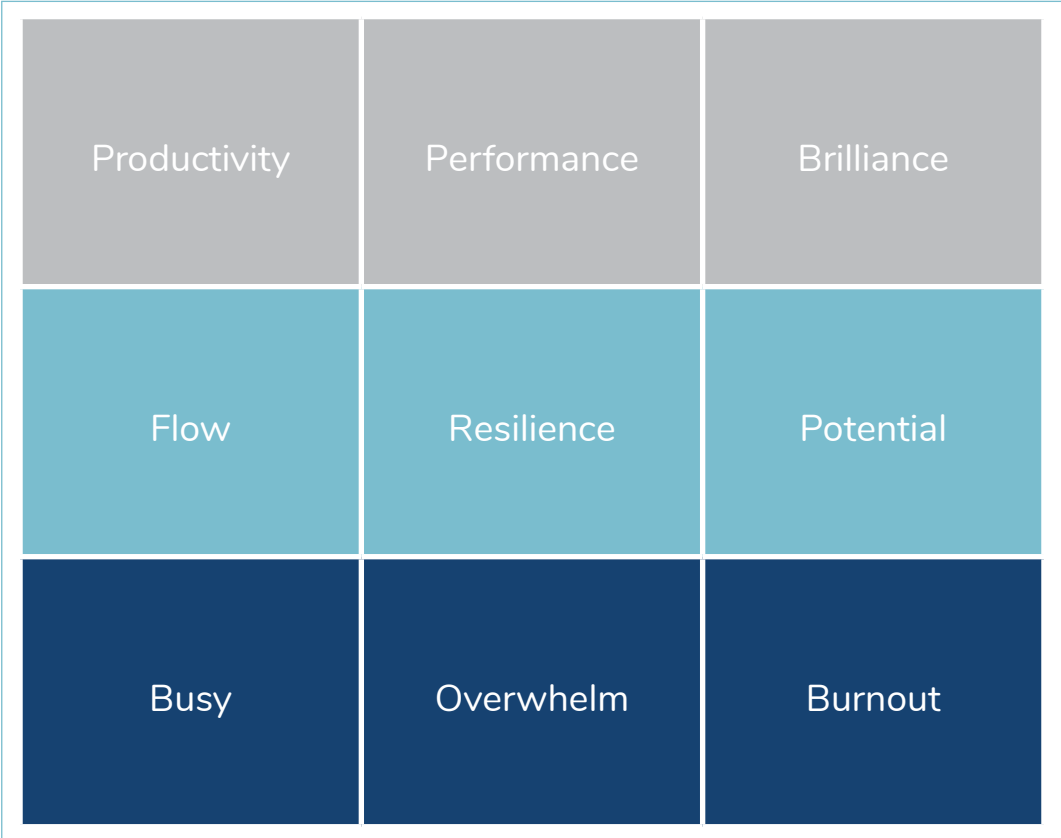 Productivity
Performance
Brilliance
Flow
Resilience
Potential
Busy
Overwhelm
Burnout